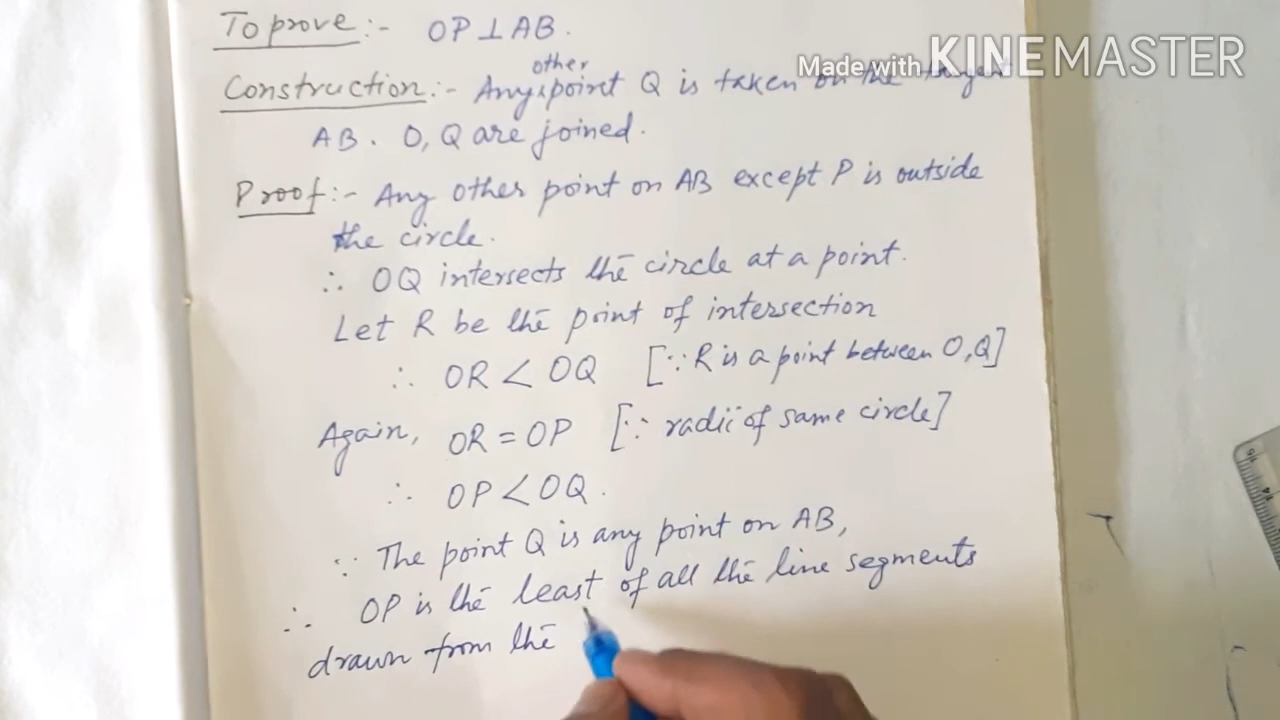 To prove :- OP ⊥ AB.
Made with KINEMASTER
Construction :- Any other point Q is taken on the
AB. O, Q are joined.
Proof :- Any other point on AB except P is outside
the circle.
∴ OQ intersects the circle at a point.
Let R be the point of intersection
∴ OR < OQ [∵ R is a point between O, Q]
Again, OR = OP [∵ radii of same circle]
∴ OP < OQ.
∵ The point Q is any point on AB,
∴ OP is the least of all the line segments
drawn from the